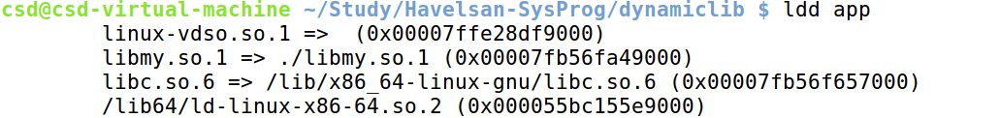 csd@csd-virtual-machine ~/Study/Havelsan-SysProg/dynamiclib $ ldd app
linux-vdso.so.1 =>  (0x00007ffe28df9000)
libmy.so.1 => ./libmy.so.1 (0x00007fb56fa49000)
libc.so.6 => /lib/x86_64-linux-gnu/libc.so.6 (0x00007fb56f657000)
/lib64/ld-linux-x86-64.so.2 (0x000055bc155e9000)